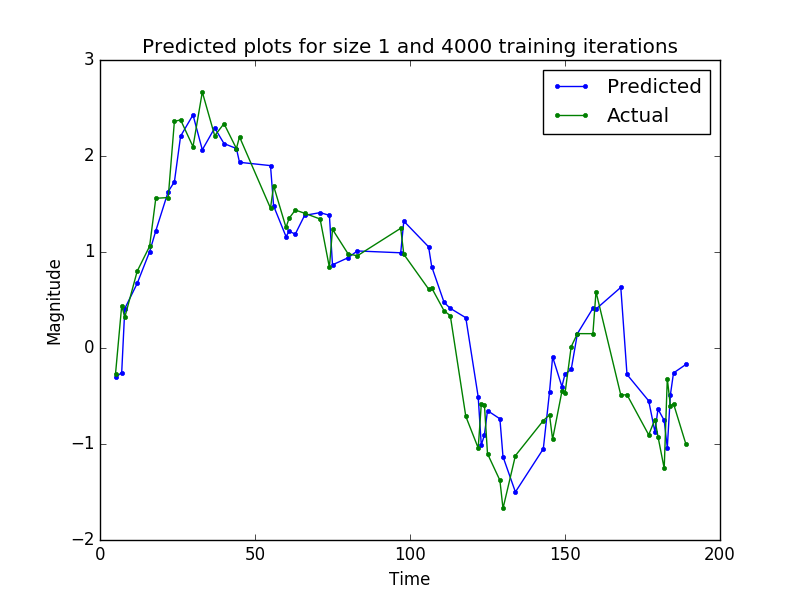 Predicted plots for size 1 and 4000 training iterations
3
Predicted
Actual
2
1
0
−1
−2
Magnitude
0 50 100 150 200
Time